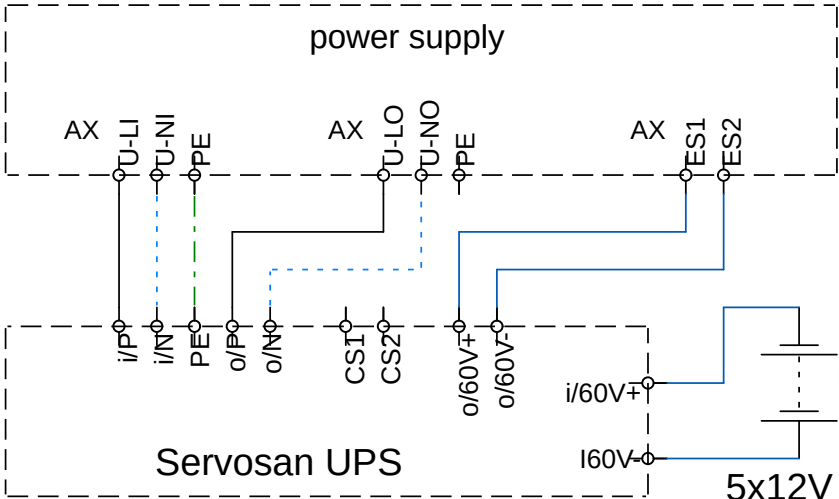 power supply
AX U-LI U-NI PE AX U-LO U-NO PE AX ES1 ES2
i/P i/N PE o/P o/N CS1 CS2 o/60V+ o/60V-
i/60V+
I60V-
Servosan UPS
5x12V